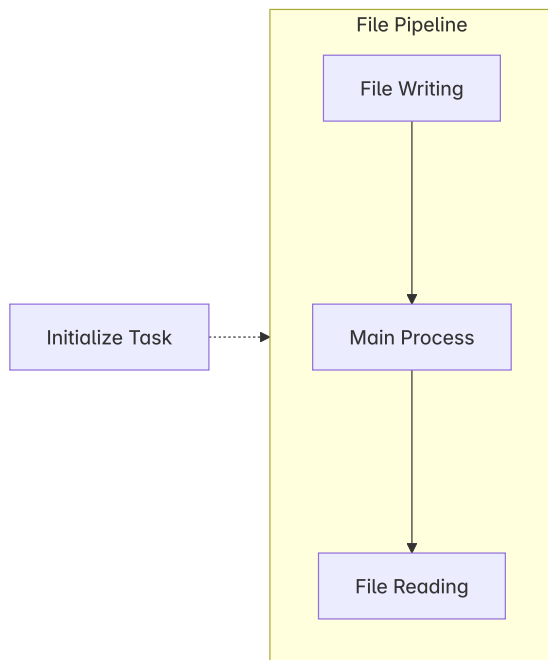 File Pipeline
File Writing
Initialize Task
Main Process
File Reading